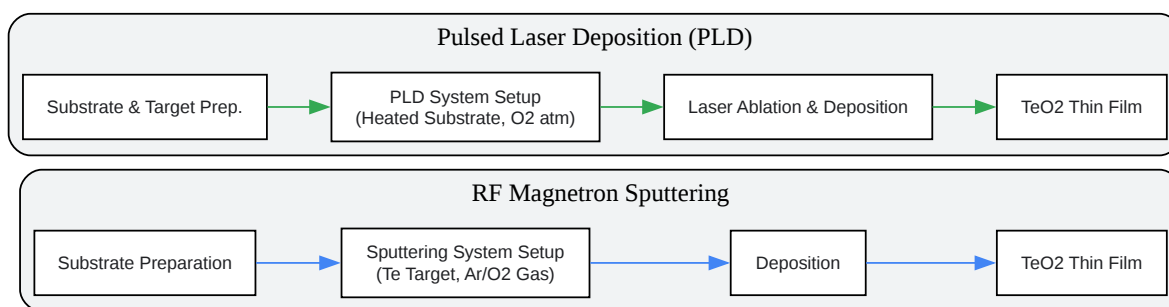 Pulsed Laser Deposition (PLD)
Substrate & Target Prep.
PLD System Setup
(Heated Substrate, O2 atm)
Laser Ablation & Deposition
TeO2 Thin Film
RF Magnetron Sputtering
Substrate Preparation
Sputtering System Setup
(Te Target, Ar/O2 Gas)
Deposition
TeO2 Thin Film